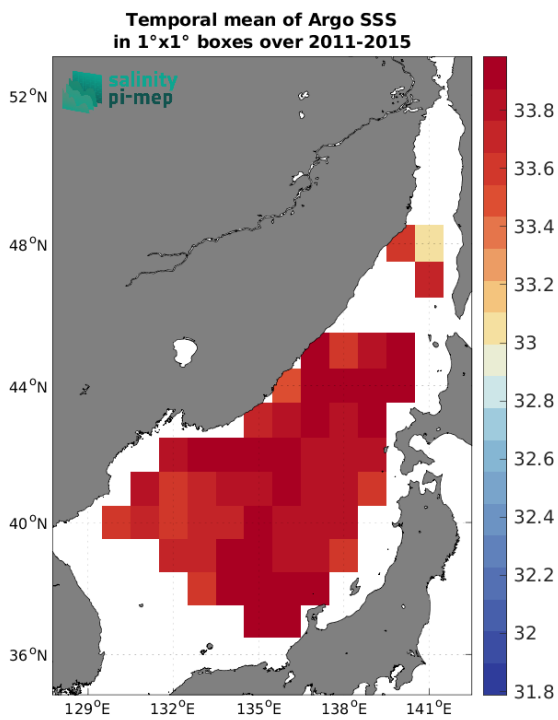 Temporal mean of Argo SSS
in 1°x1° boxes over 2011-2015
salinity
pi-mep
52°N
48°N
44°N
40°N
36°N
129°E
132°E
135°E
138°E
141°E
33.8
33.6
33.4
33.2
33
32.8
32.6
32.4
32.2
32
31.8